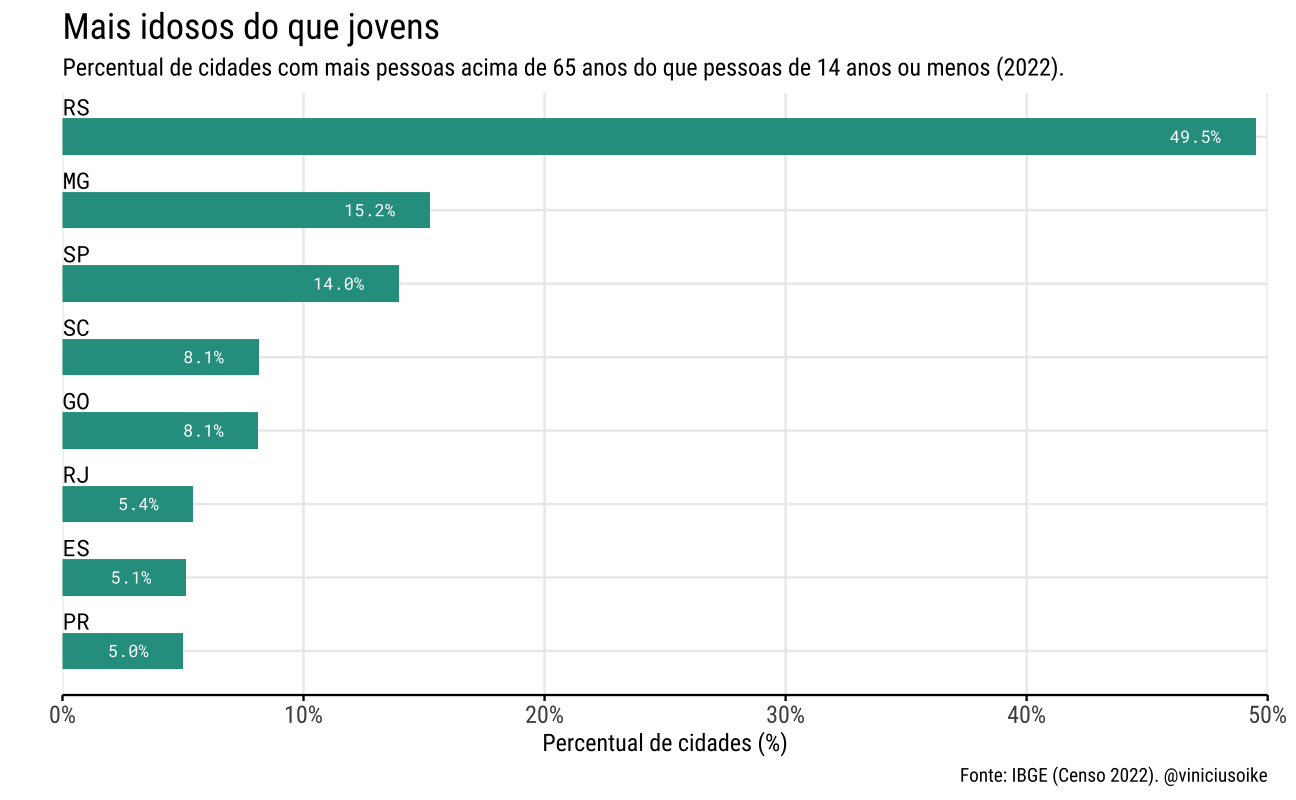 Mais idosos do que jovens
Percentual de cidades com mais pessoas acima de 65 anos do que pessoas de 14 anos ou menos (2022).
RS
49.5%
MG
15.2%
SP
14.0%
SC
8.1%
GO
8.1%
RJ
5.4%
ES
5.1%
PR
5.0%
0% 10% 20% 30% 40% 50%
Percentual de cidades (%)
Fonte: IBGE (Censo 2022). @viniciusoike